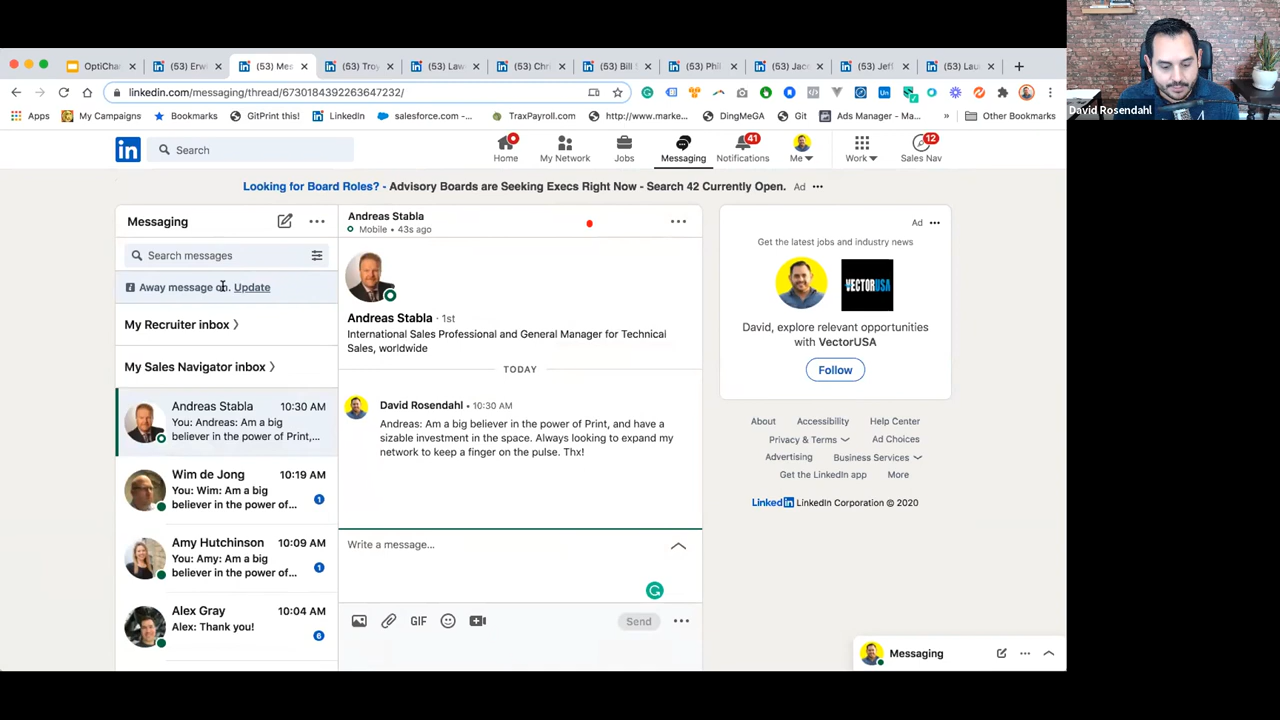 OptiChan
(53) Erw
(53) Mes
(53) Troy
(53) Law
(53) Chri
(53) Bill S
(53) Phil
(53) Jaco
(53) Jeff
(53) Lau
linkedin.com/messaging/thread/6730184392263647232/
Apps
My Campaigns
Bookmarks
GitPrint this!
LinkedIn
salesforce.com -
TraxPayroll.com
http://www.marke...
DingMeGA
Git
Ads Manager - Ma...
»
Other Bookmarks
David Rosendahl
in
Search
Home
My Network
Jobs
Messaging
41
Notifications
Me
Work
12
Sales Nav
Looking for Board Roles? - Advisory Boards are Seeking Execs Right Now - Search 42 Currently Open. Ad
Messaging
Search messages
Away message on. Update
My Recruiter inbox
My Sales Navigator inbox
Andreas Stabla 10:30 AM
You: Andreas: Am a big
believer in the power of Print,...
Wim de Jong 10:19 AM
You: Wim: Am a big
believer in the power of... 1
Amy Hutchinson 10:09 AM
You: Amy: Am a big
believer in the power of... 1
Alex Gray 10:04 AM
Alex: Thank you!
6
Andreas Stabla
Mobile • 43s ago
Andreas Stabla · 1st
International Sales Professional and General Manager for Technical
Sales, worldwide
TODAY
David Rosendahl • 10:30 AM
Andreas: Am a big believer in the power of Print, and have a
sizable investment in the space. Always looking to expand my
network to keep a finger on the pulse. Thx!
Write a message...
GIF
Send
Ad
Get the latest jobs and industry news
VECTORUSA
David, explore relevant opportunities
with VectorUSA
Follow
About Accessibility Help Center
Privacy & Terms Ad Choices
Advertising Business Services
Get the LinkedIn app More
LinkedIn LinkedIn Corporation © 2020
Messaging